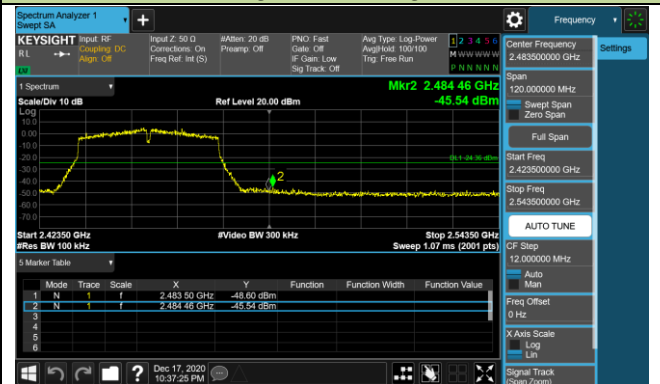 Spectrum Analyzer 1
Swept SA
Frequency
KEYSIGHT Input: RF Input Z: 50 Ω #Atten: 20 dB PNO: Fast Avg Type: Log-Power 1 2 3 4 5 6
RL Coupling: DC Corrections: On Preamp: Off Gate: Off Avg|Hold: 100/100 M W W W W W
Align: Off Freq Ref: Int (S) IF Gain: Low Trig: Free Run
Sig Track: Off P N N N N N
Center Frequency
2.483500000 GHz
Settings
Span
120.000000 MHz
Swept Span
Zero Span
Full Span
Start Freq
2.423500000 GHz
Stop Freq
2.543500000 GHz
AUTO TUNE
CF Step
12.000000 MHz
Auto
Man
Freq Offset
0 Hz
X Axis Scale
Log
Lin
Signal Track
(Span Zoom)
1 Spectrum
Mkr2 2.484 46 GHz
Scale/Div 10 dB Ref Level 20.00 dBm -45.54 dBm
Log
10.0
0.00
-10.0
-20.0
DL1 -24.36 dBm
-30.0
-40.0
2
-50.0
-60.0
-70.0
Start 2.42350 GHz #Video BW 300 kHz Stop 2.54350 GHz
#Res BW 100 kHz Sweep 1.07 ms (2001 pts)
5 Marker Table
Mode Trace Scale X Y Function Function Width Function Value
1 N 1 f 2.483 50 GHz -48.60 dBm
2 N 1 f 2.484 46 GHz -45.54 dBm
3
4
5
6
? Dec 17, 2020
10:37:25 PM